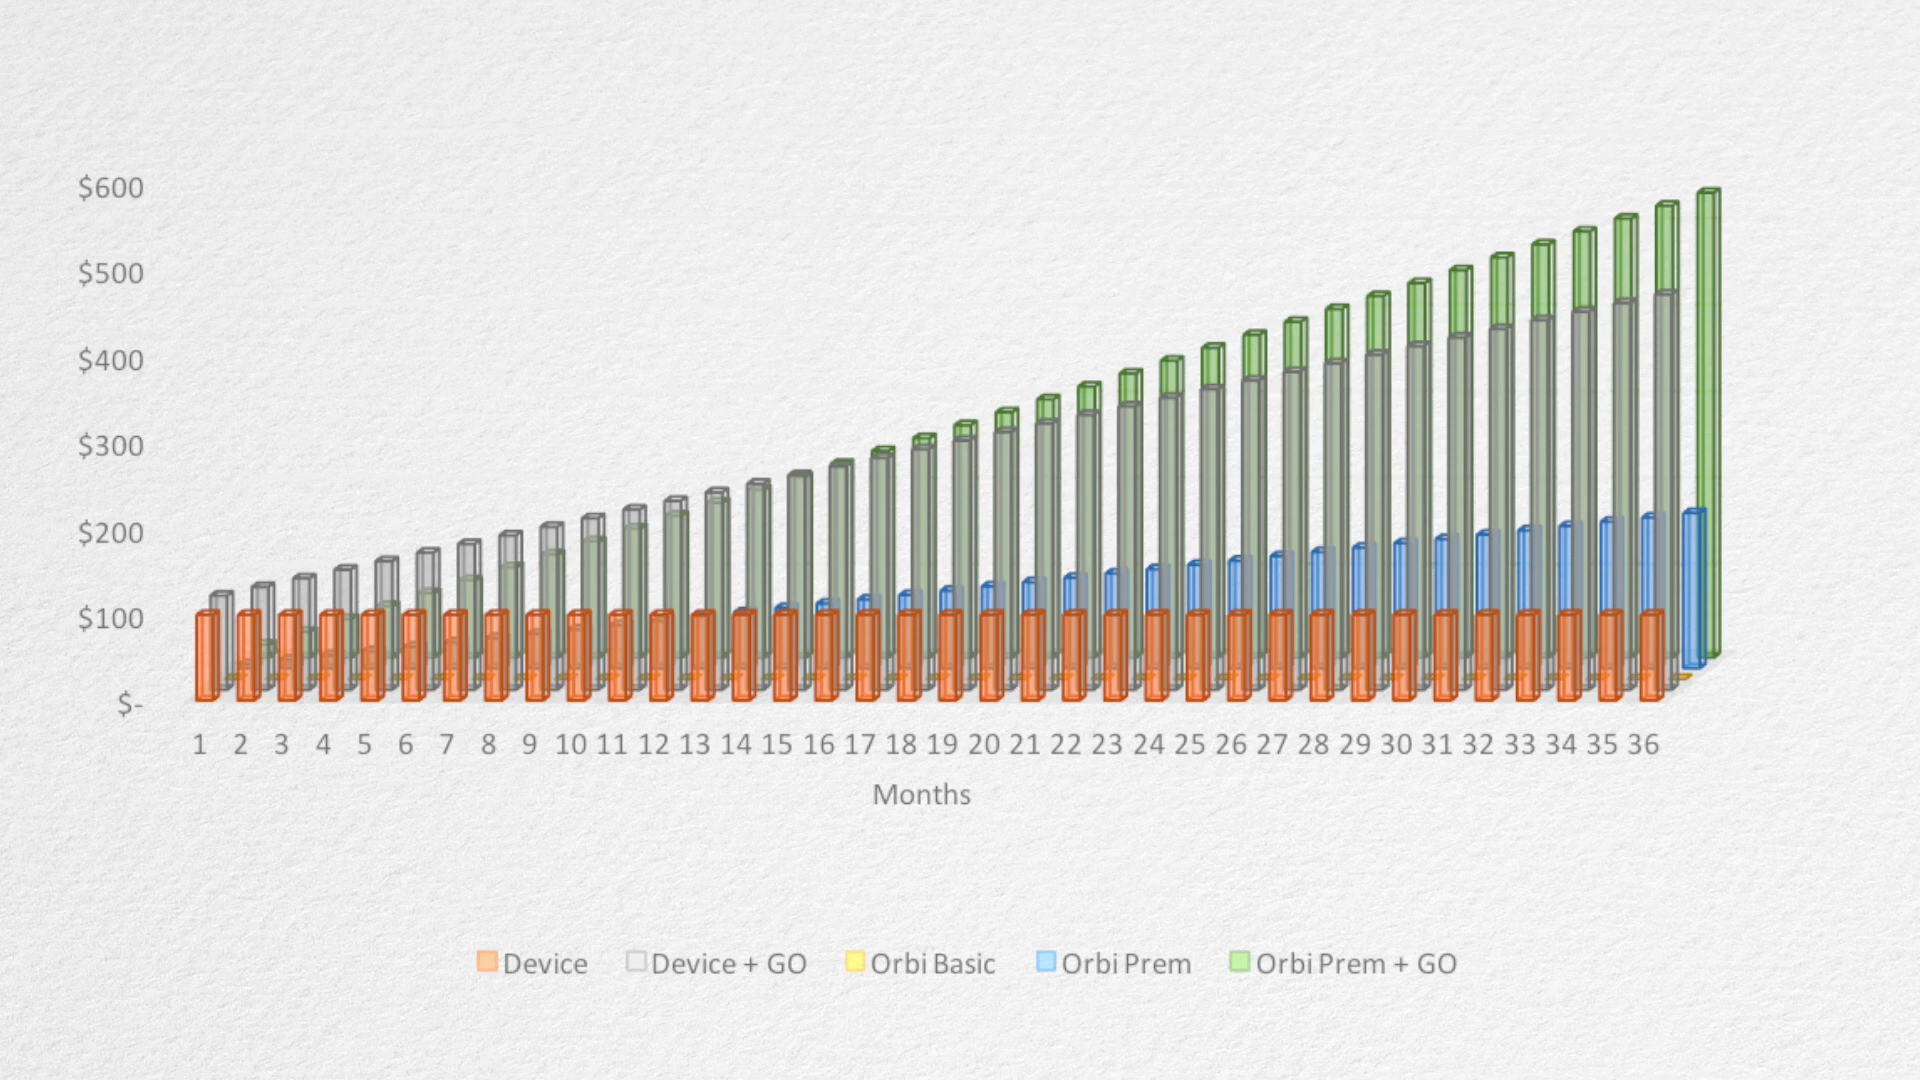 $600
$500
$400
$300
$200
$100
$-
1 2 3 4 5 6 7 8 9 10 11 12 13 14 15 16 17 18 19 20 21 22 23 24 25 26 27 28 29 30 31 32 33 34 35 36
Months
Device Device + GO Orbi Basic Orbi Prem Orbi Prem + GO